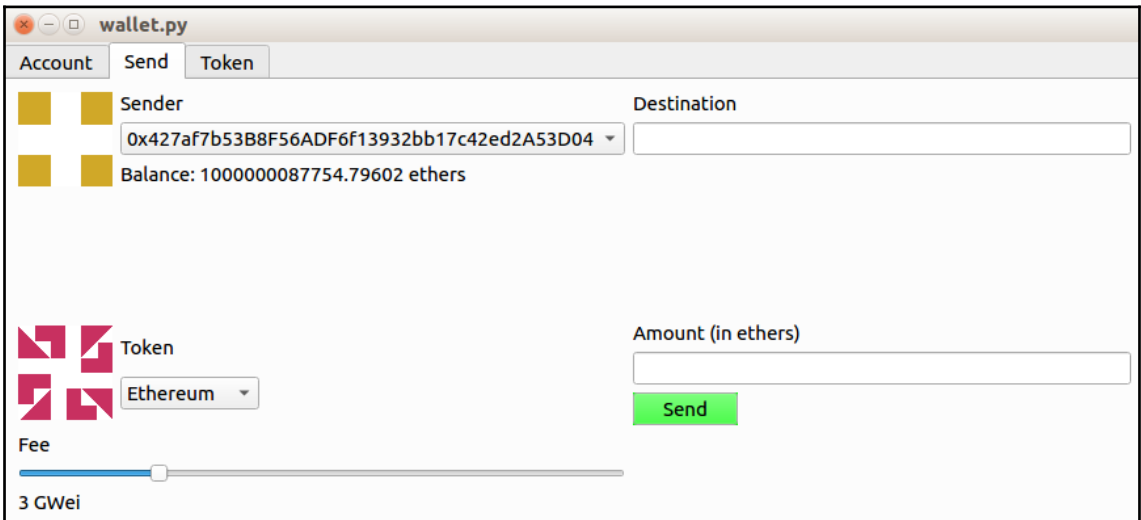 wallet.py
Account Send Token
Sender
0x427af7b53B8F56ADF6f13932bb17c42ed2A53D04
Balance: 1000000087754.79602 ethers
Destination
Token
Ethereum
Amount (in ethers)
Send
Fee
3 GWei